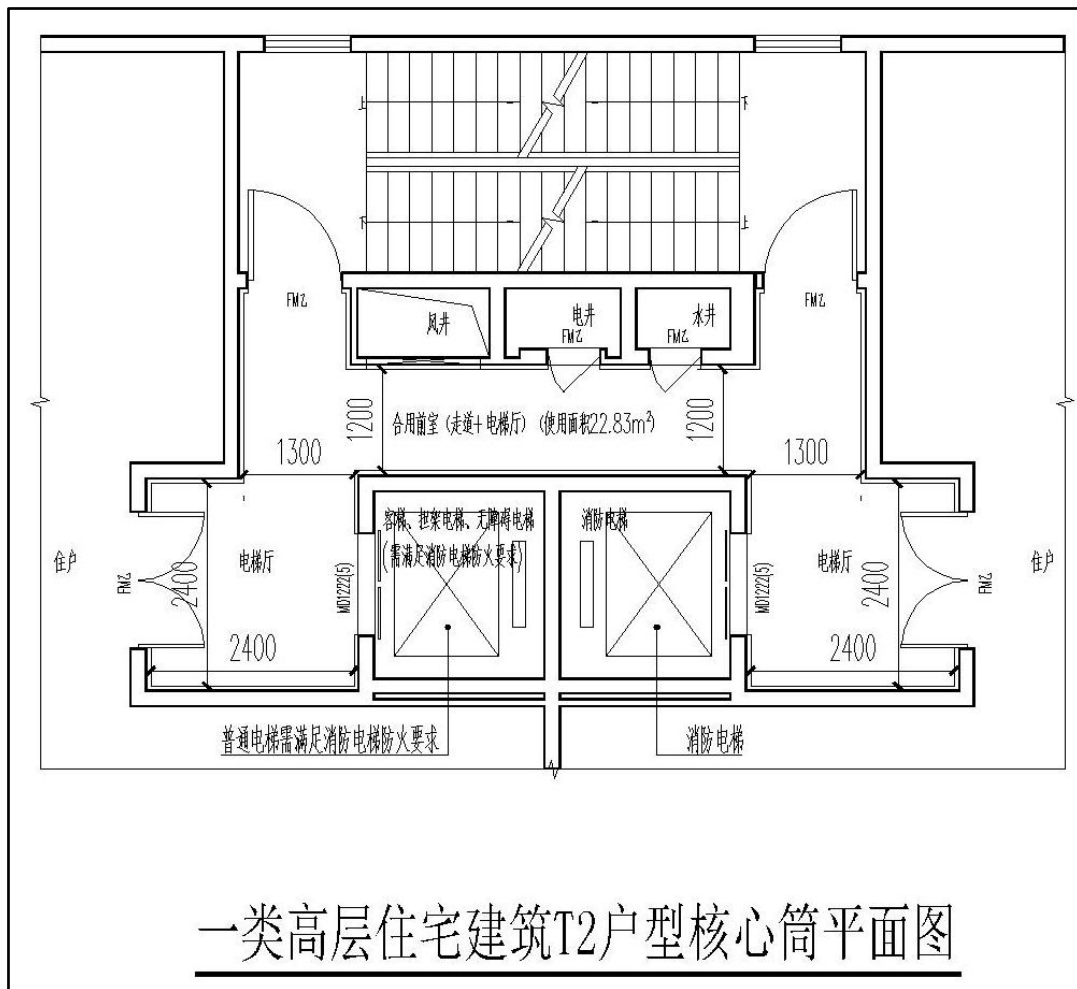 上
下
下
上
FM乙
FM乙
风井
电井
FM乙
水井
FM乙
1200
合用前室（走道+电梯厅）（使用面积22.83m²）
1200
1300
1300
客梯、担架电梯、无障碍电梯
（需满足消防电梯防火要求）
消防电梯
住户
FM乙
电梯厅
2400
MD1222(5)
MD1222(5)
电梯厅
2400
FM乙
住户
2400
2400
普通电梯需满足消防电梯防火要求
消防电梯
一类高层住宅建筑T2户型核心筒平面图